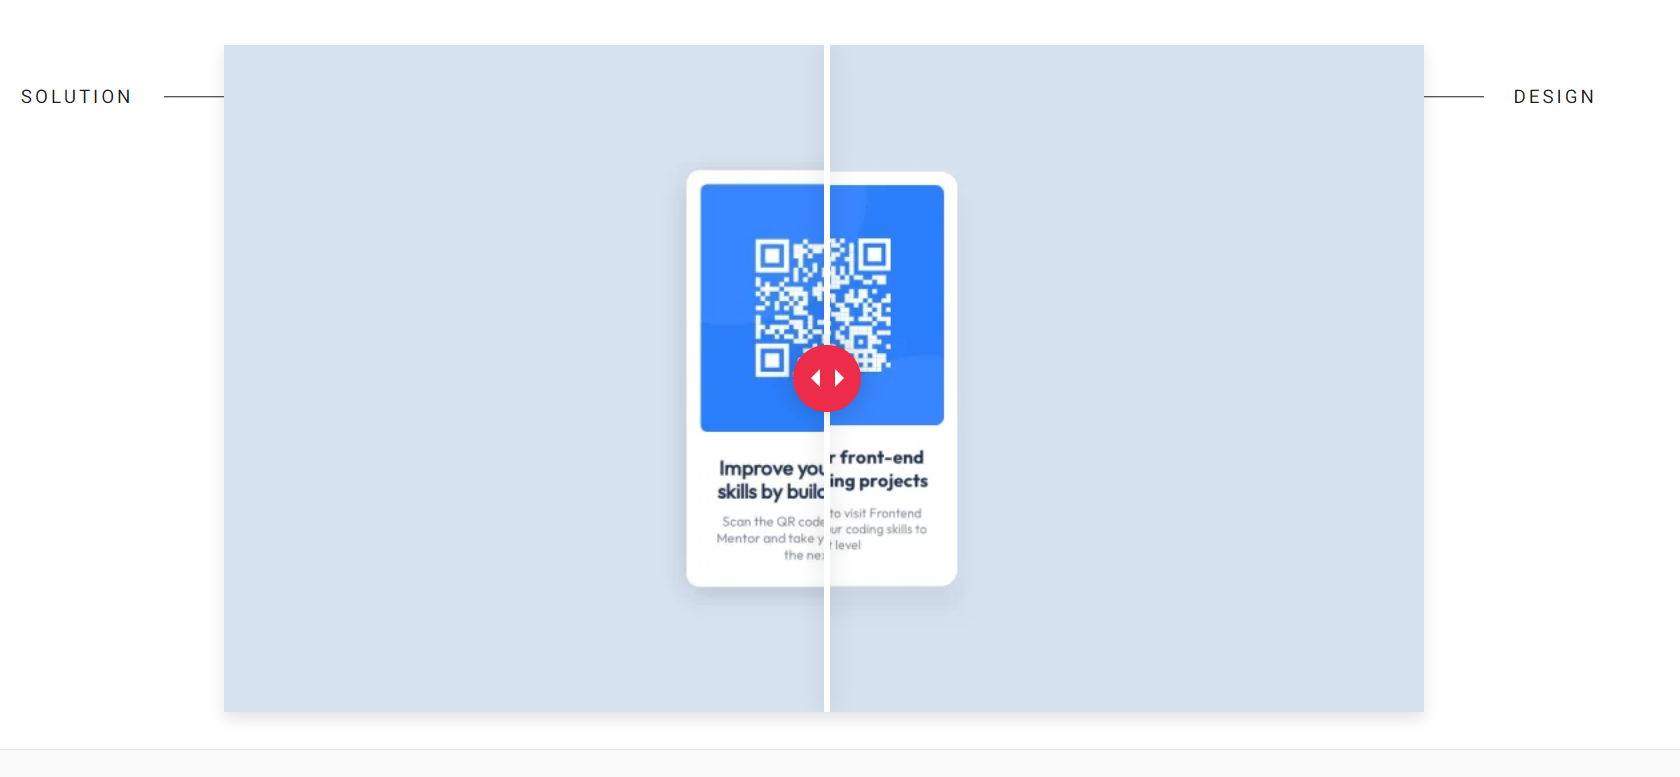 SOLUTION
DESIGN
Improve you
r front-end
skills by build
ing projects
Scan the QR code
to visit Frontend
Mentor and take y
ur coding skills to
the nex
t level